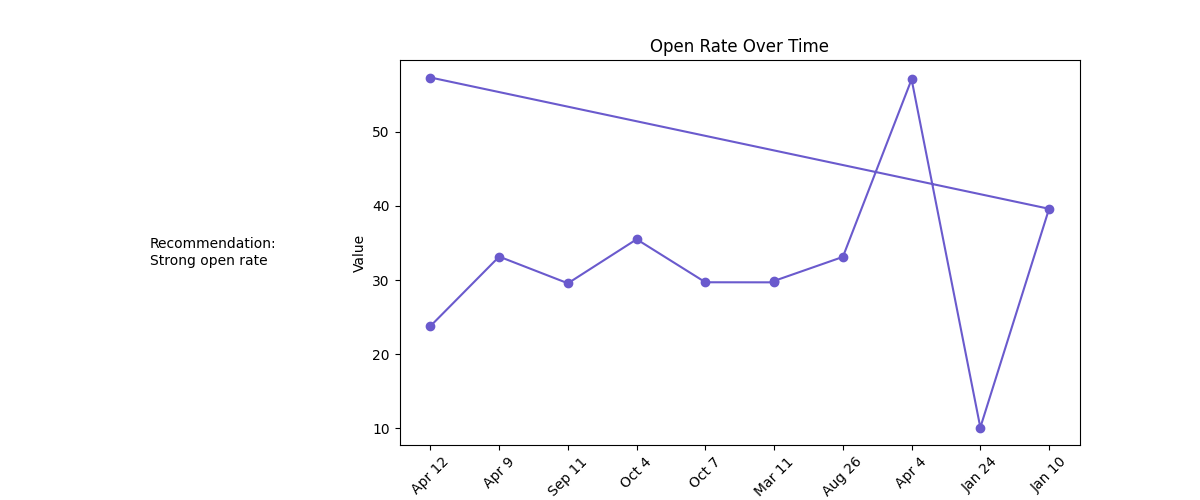 Open Rate Over Time
Recommendation:
Strong open rate
Value
50
40
30
20
10
Apr 12
Apr 9
Sep 11
Oct 4
Oct 7
Mar 11
Aug 26
Apr 4
Jan 24
Jan 10